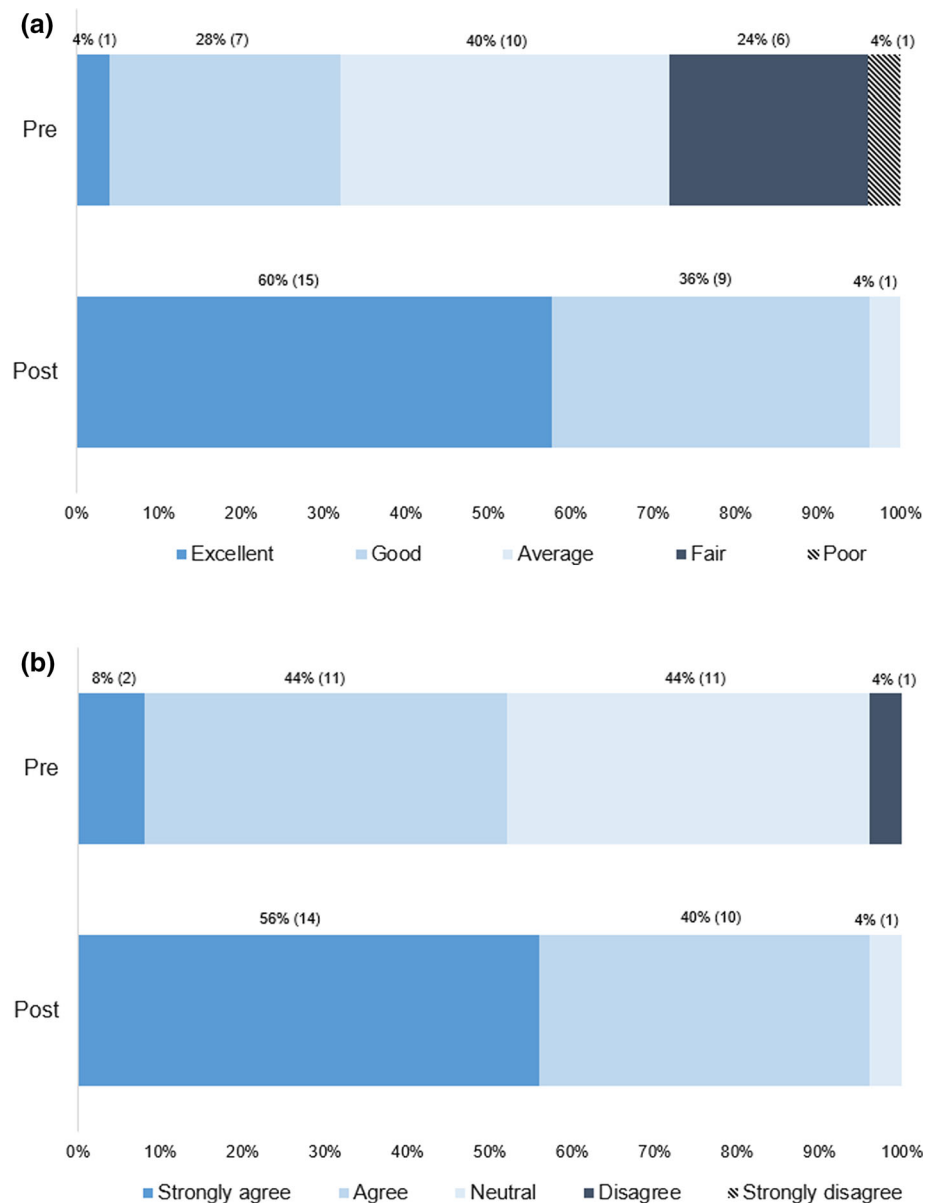 (a)
4% (1) 28% (7) 40% (10) 24% (6) 4% (1)
Pre
60% (15) 36% (9) 4% (1)
Post
0% 10% 20% 30% 40% 50% 60% 70% 80% 90% 100%
Excellent Good Average Fair Poor
(b)
8% (2) 44% (11) 44% (11) 4% (1)
Pre
56% (14) 40% (10) 4% (1)
Post
0% 10% 20% 30% 40% 50% 60% 70% 80% 90% 100%
Strongly agree Agree Neutral Disagree Strongly disagree